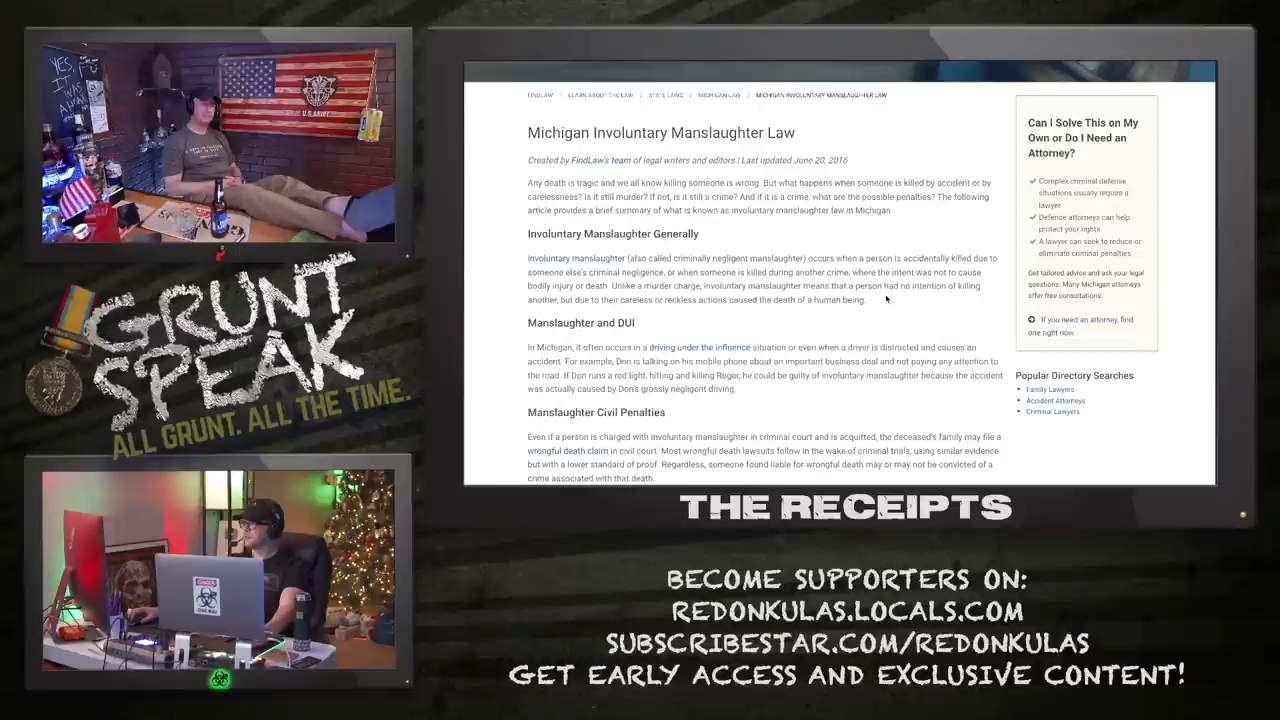 YES,
IT
WAS
U.S. ARMY
GRUNT
SPEAK
ALL GRUNT. ALL THE TIME.
FINDLAW / LEARN ABOUT THE LAW / STATE LAWS / MICHIGAN LAW / MICHIGAN INVOLUNTARY MANSLAUGHTER LAW
Michigan Involuntary Manslaughter Law
Created by FindLaw's team of legal writers and editors | Last updated June 20, 2016
Any death is tragic and we all know killing someone is wrong. But what happens when someone is killed by accident or by
carelessness? Is it still murder? If not, is it still a crime? And if it is a crime, what are the possible penalties? The following
article provides a brief summary of what is known as involuntary manslaughter law in Michigan
Involuntary Manslaughter Generally
involuntary manslaughter (also called criminally negligent manslaughter) occurs when a person is accidentally killed due to
someone else's criminal negligence, or when someone is killed during another crime, where the intent was not to cause
bodily injury or death. Unlike a murder charge, involuntary manslaughter means that a person had no intention of killing
another, but due to their careless or reckless actions caused the death of a human being.
Manslaughter and DUI
In Michigan, it often occurs in a driving under the influence situation or even when a driver is distracted and causes an
accident. For example, Don is talking on his mobile phone about an important business deal and not paying any attention to
the road. If Don runs a red light, hitting and killing Roger, he could be guilty of involuntary manslaughter because the accident
was actually caused by Don's grossly negligent driving.
Manslaughter Civil Penalties
Even if a person is charged with involuntary manslaughter in criminal court and is acquitted, the deceased's family may file a
wrongful death claim in civil court. Most wrongful death lawsuits follow in the wake of criminal trials, using similar evidence
but with a lower standard of proof. Regardless, someone found liable for wrongful death may or may not be convicted of a
crime associated with that death.
Can I Solve This on My
Own or Do I Need an
Attorney?
Complex criminal defense
situations usually require a
lawyer
Defense attorneys can help
protect your rights
A lawyer can seek to reduce or
eliminate criminal penalties
Get tailored advice and ask your legal
questions. Many Michigan attorneys
offer free consultations.
If you need an attorney, find
one right now.
Popular Directory Searches
Family Lawyers
Accident Attorneys
Criminal Lawyers
THE RECEIPTS
BECOME SUPPORTERS ON:
REDONKULAS.LOCALS.COM
SUBSCRIBESTAR.COM/REDONKULAS
GET EARLY ACCESS AND EXCLUSIVE CONTENT!